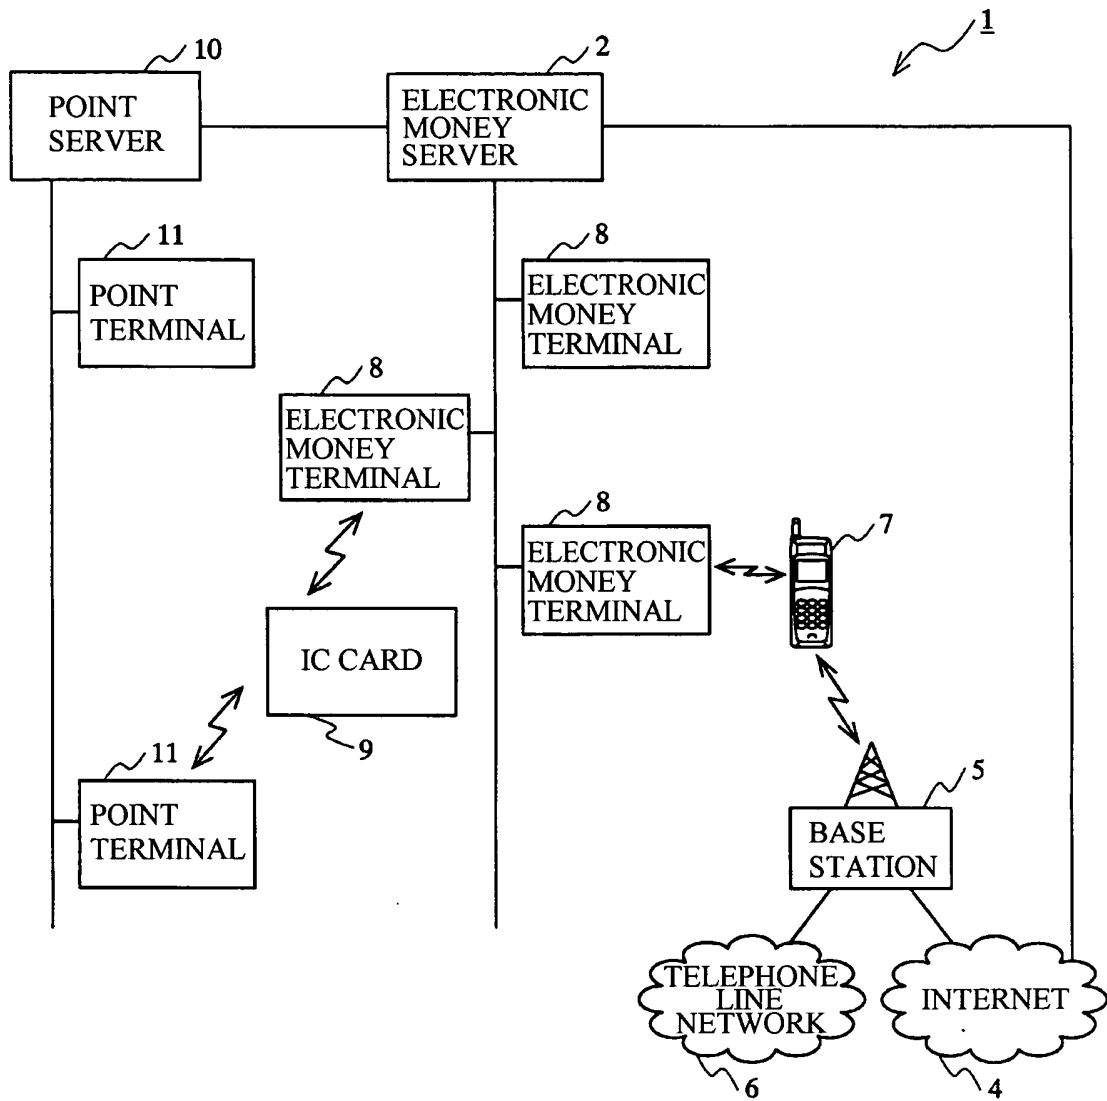 1
10
2
POINT
SERVER
ELECTRONIC
MONEY
SERVER
11
8
POINT
TERMINAL
ELECTRONIC
MONEY
TERMINAL
8
ELECTRONIC
MONEY
TERMINAL
8
7
ELECTRONIC
MONEY
TERMINAL
IC CARD
9
11
5
POINT
TERMINAL
BASE
STATION
TELEPHONE
LINE
NETWORK
INTERNET
6
4